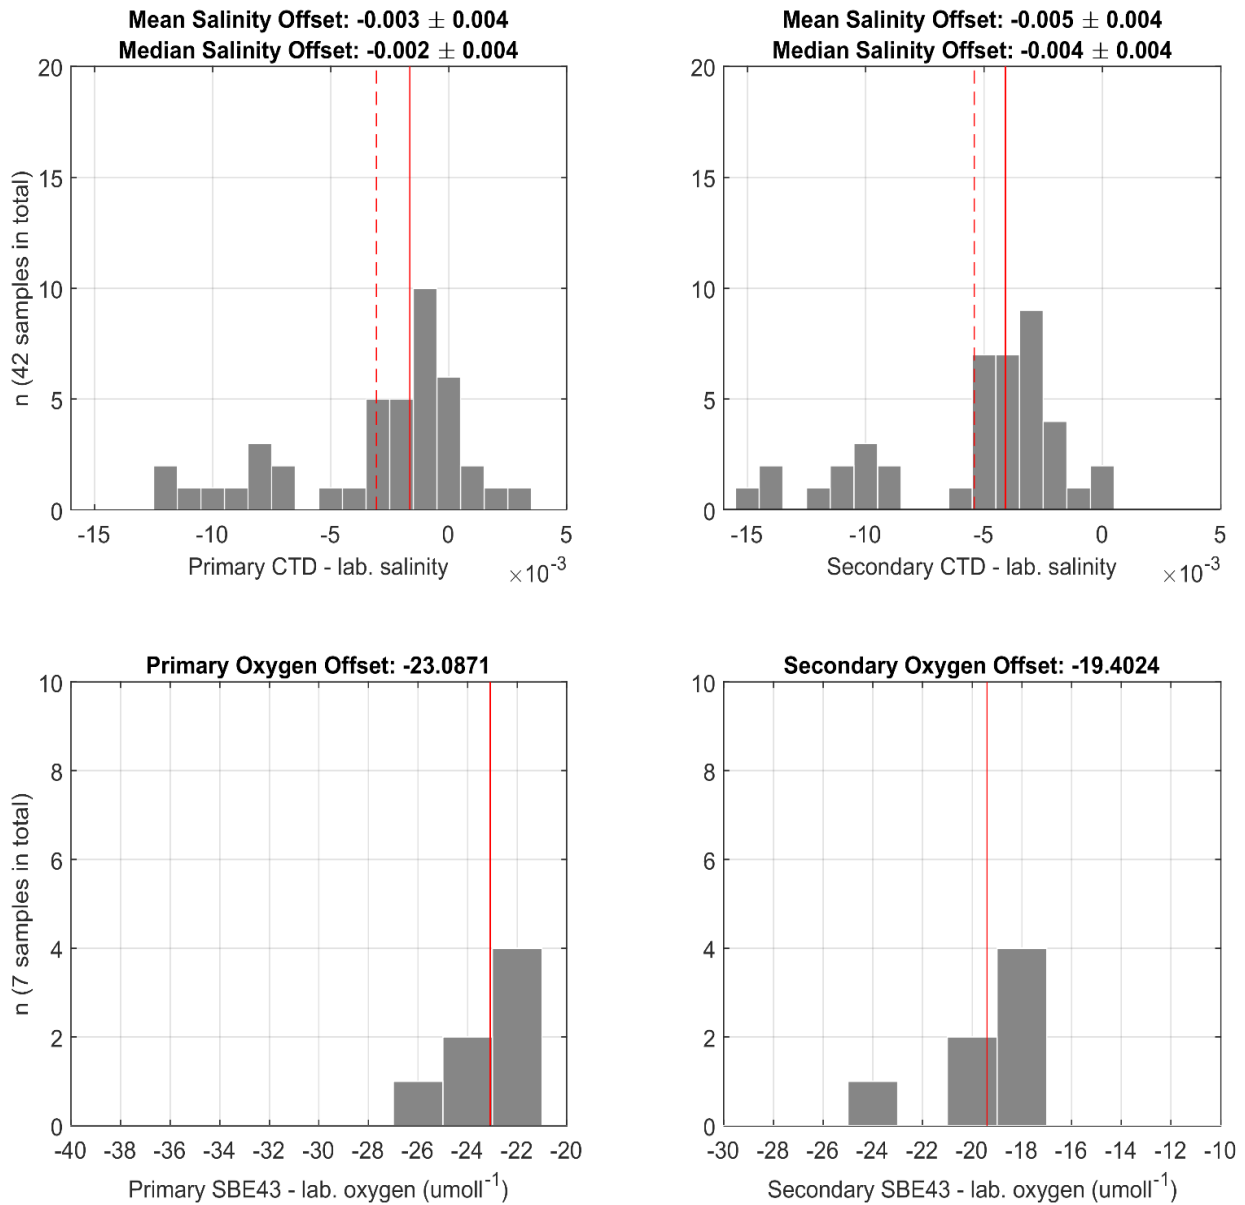 Mean Salinity Offset: -0.003 ± 0.004
Median Salinity Offset: -0.002 ± 0.004
20
15
10
5
0
n (42 samples in total)
-15 -10 -5 0 5
Primary CTD - lab. salinity
×10⁻³
Mean Salinity Offset: -0.005 ± 0.004
Median Salinity Offset: -0.004 ± 0.004
20
15
10
5
0
-15 -10 -5 0 5
Secondary CTD - lab. salinity
×10⁻³
Primary Oxygen Offset: -23.0871
10
8
6
4
2
0
n (7 samples in total)
-40 -38 -36 -34 -32 -30 -28 -26 -24 -22 -20
Primary SBE43 - lab. oxygen (umoll⁻¹)
Secondary Oxygen Offset: -19.4024
10
8
6
4
2
0
-30 -28 -26 -24 -22 -20 -18 -16 -14 -12 -10
Secondary SBE43 - lab. oxygen (umoll⁻¹)